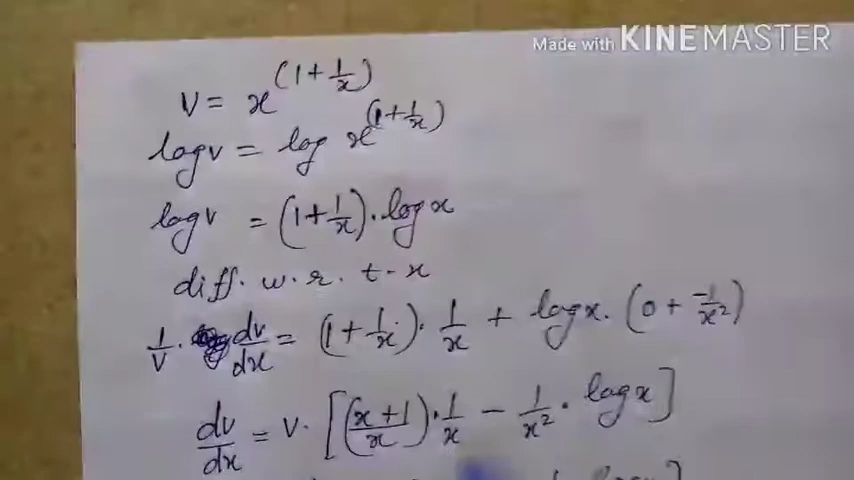 Made with KINEMASTER
V = x^(1 + 1/x)
log v = log x^(1 + 1/x)
log v = (1 + 1/x) . log x
diff. w. r. t - x
1/V . dv/dx = (1 + 1/x) . 1/x + log x . (0 + -1/x²)
dv/dx = V . [(x + 1/x) . 1/x - 1/x² . log x]